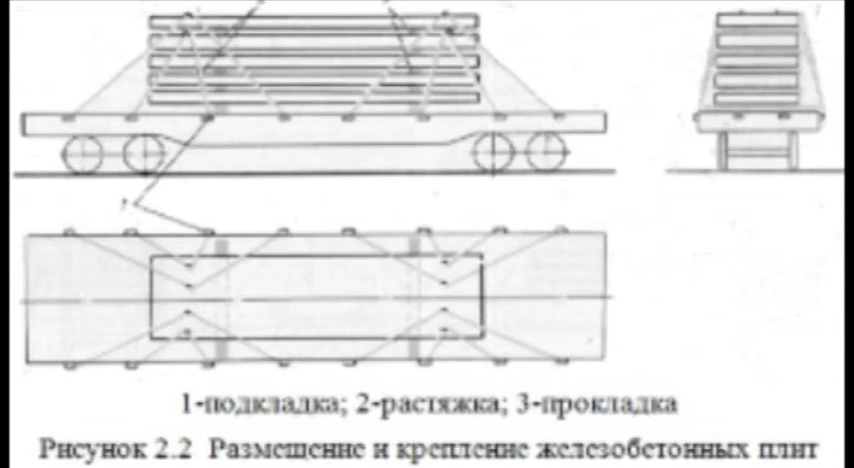 1-подкладка; 2-растяжка; 3-прокладка
Рисунок 2.2 Размещение и крепление железобетонных плит